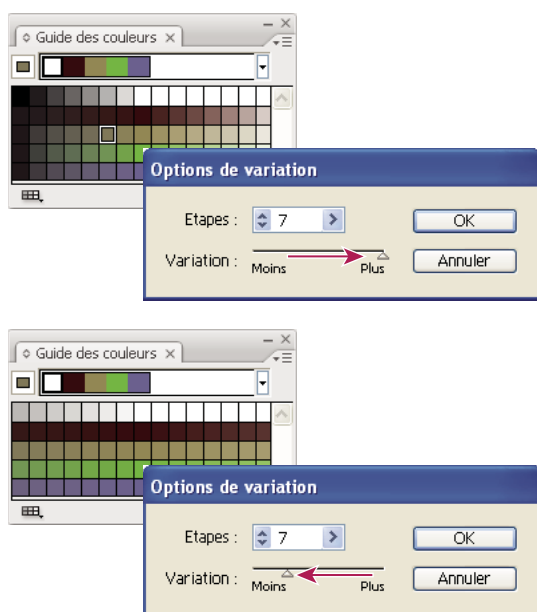 Guide des couleurs
Options de variation
Etapes : 7
OK
Variation : Moins Plus
Annuler
Guide des couleurs
Options de variation
Etapes : 7
OK
Variation : Moins Plus
Annuler